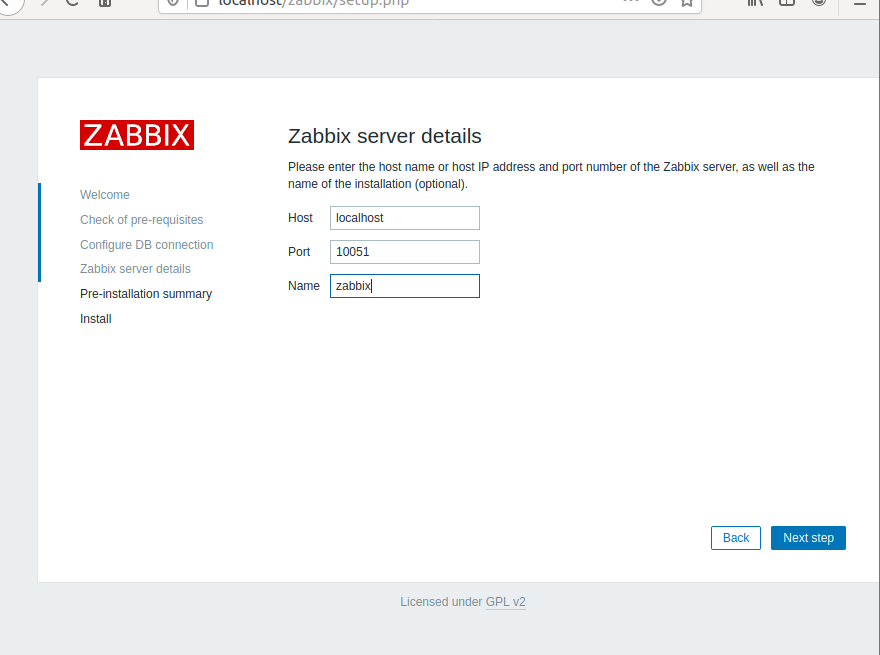 localhost/zabbix/setup.php
ZABBIX
Welcome
Check of pre-requisites
Configure DB connection
Zabbix server details
Pre-installation summary
Install
Zabbix server details
Please enter the host name or host IP address and port number of the Zabbix server, as well as the
name of the installation (optional).
Host localhost
Port 10051
Name zabbix
Back Next step
Licensed under GPL v2